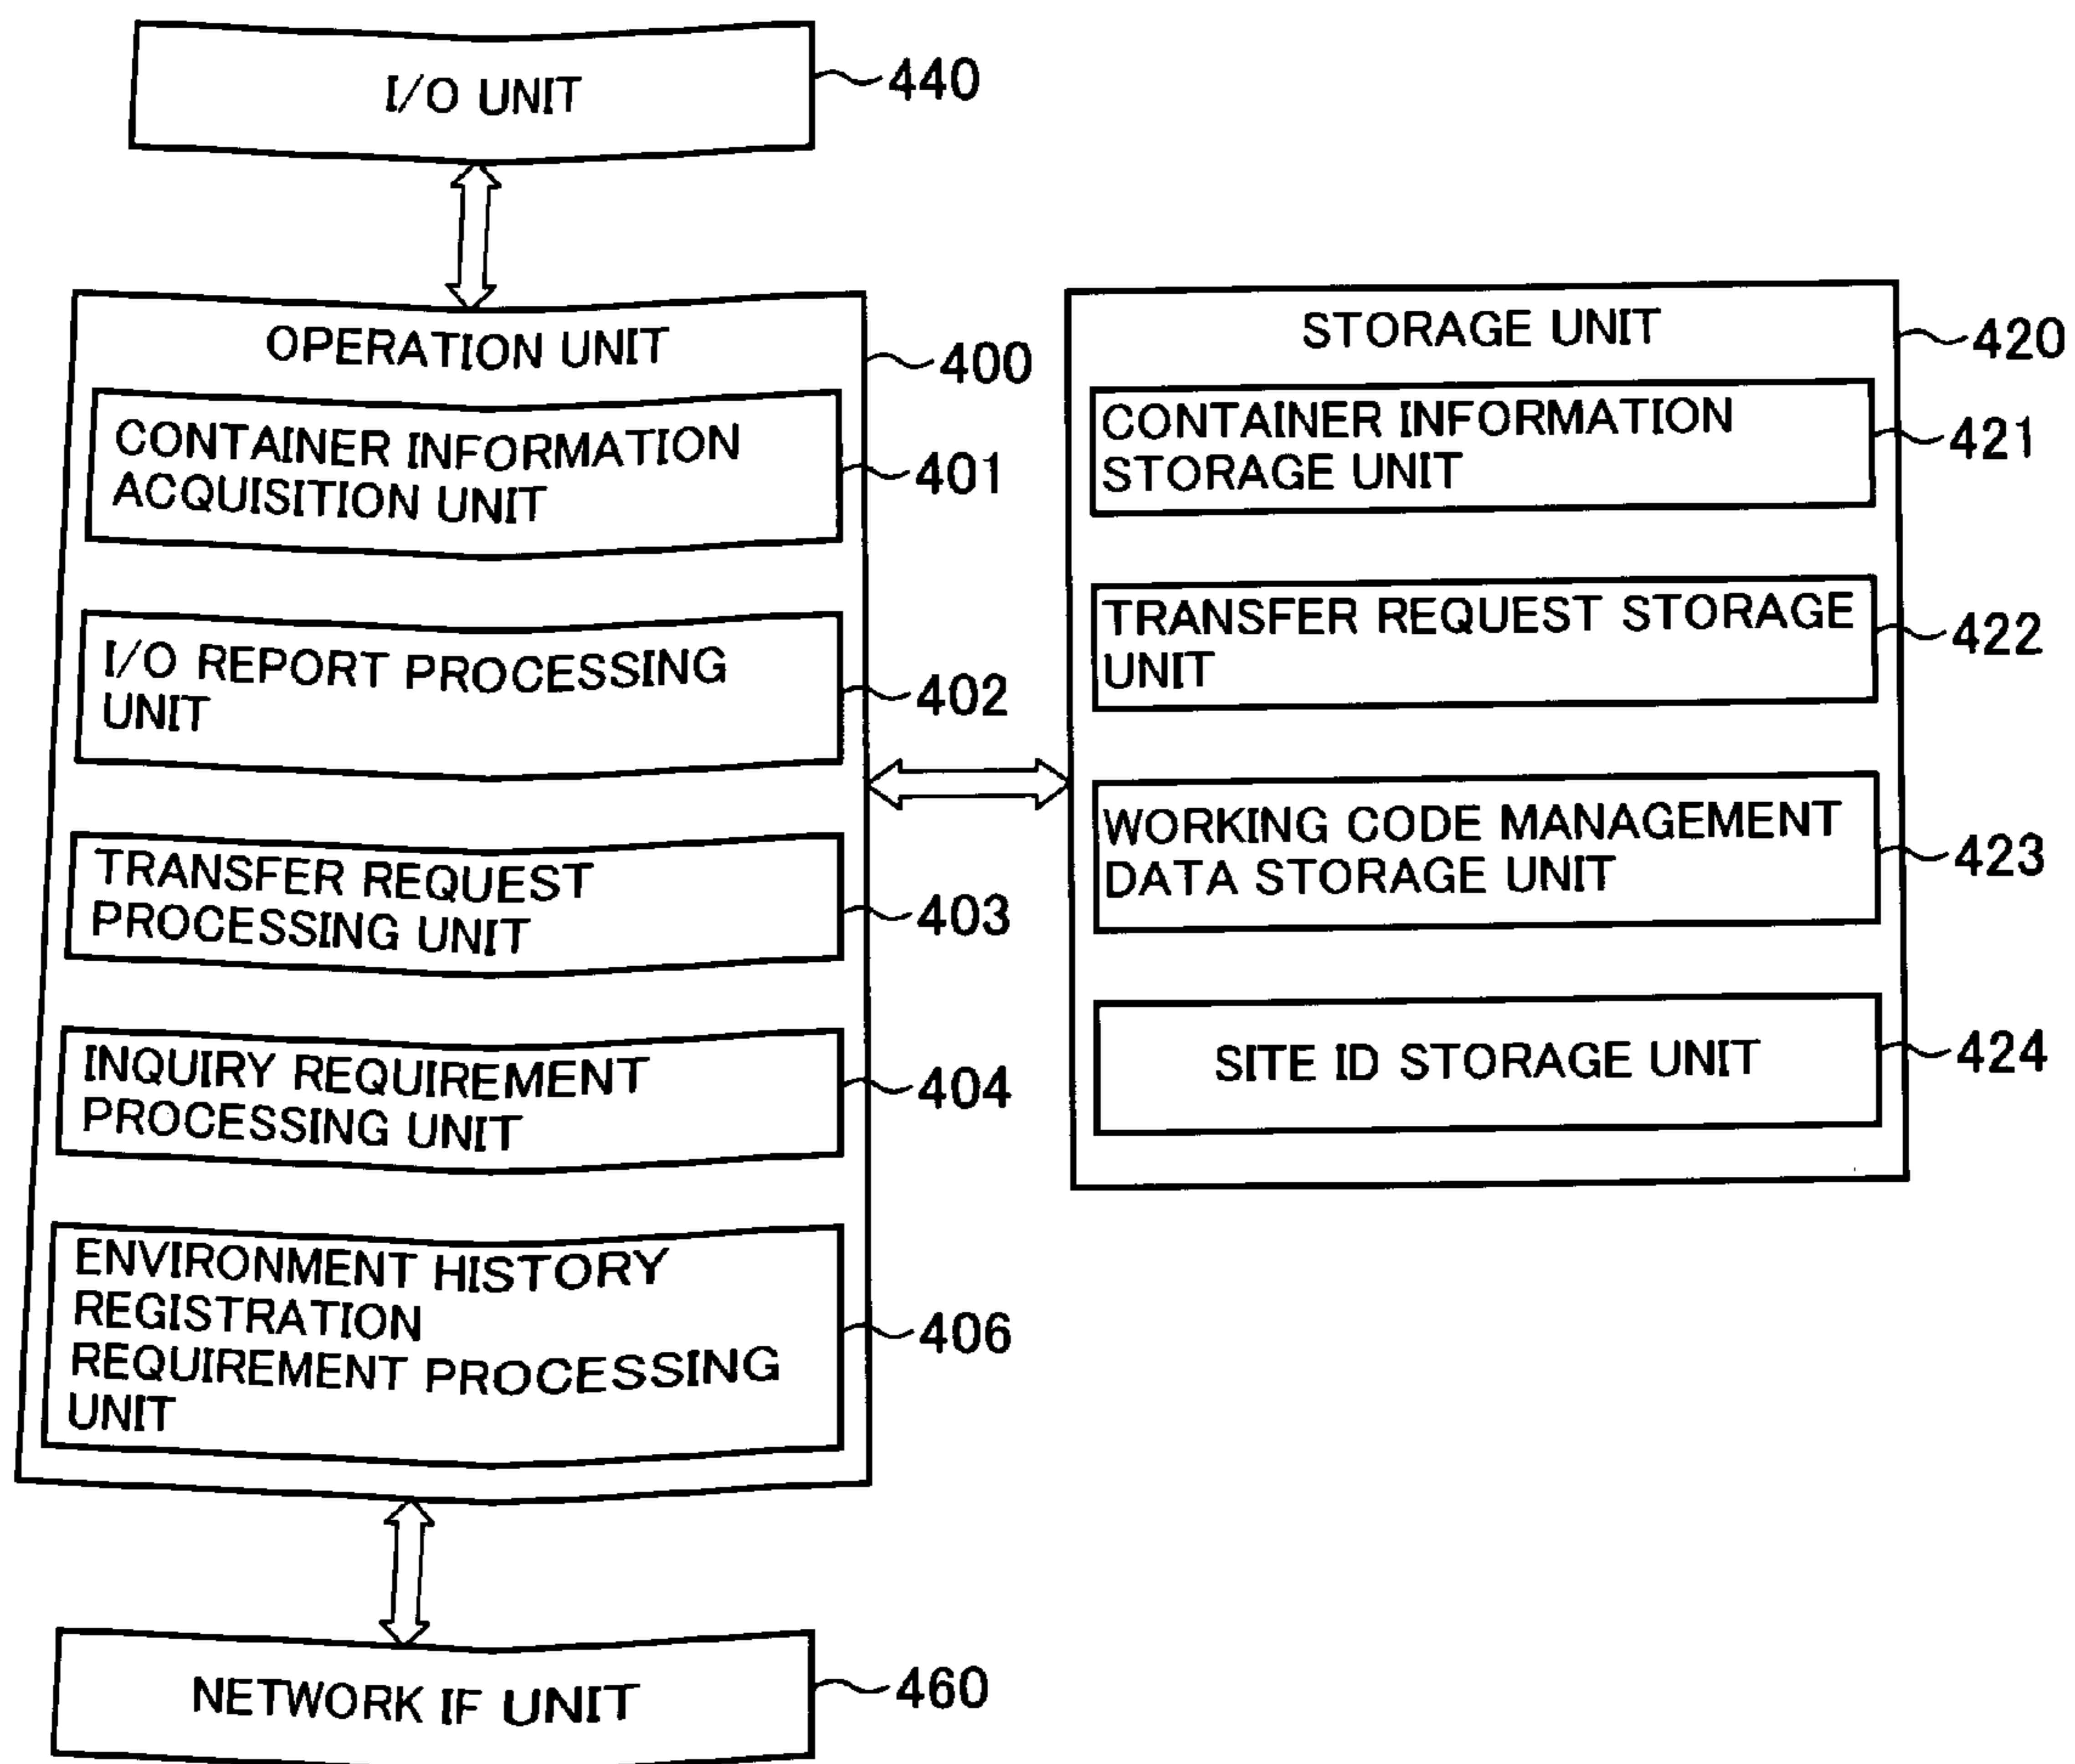 I/O UNIT
440
OPERATION UNIT
400
CONTAINER INFORMATION
ACQUISITION UNIT
401
I/O REPORT PROCESSING
UNIT
402
TRANSFER REQUEST
PROCESSING UNIT
403
INQUIRY REQUIREMENT
PROCESSING UNIT
404
ENVIRONMENT HISTORY
REGISTRATION
REQUIREMENT PROCESSING
UNIT
406
STORAGE UNIT
420
CONTAINER INFORMATION
STORAGE UNIT
421
TRANSFER REQUEST STORAGE
UNIT
422
WORKING CODE MANAGEMENT
DATA STORAGE UNIT
423
SITE ID STORAGE UNIT
424
NETWORK IF UNIT
460